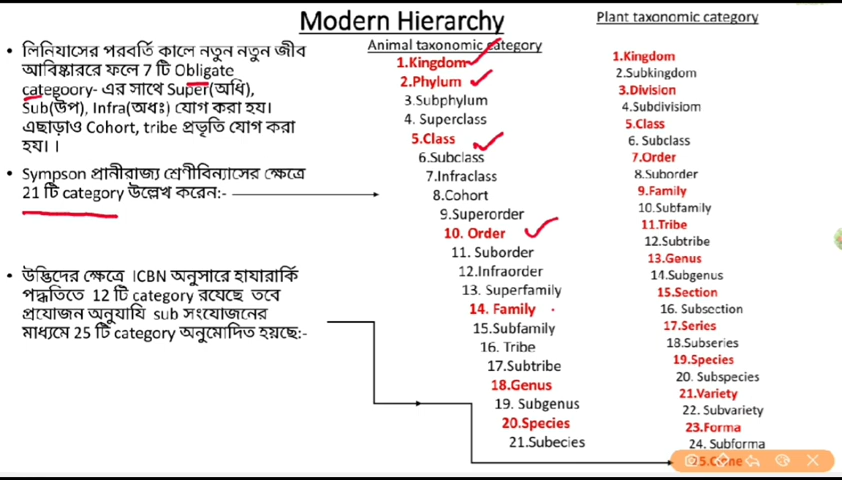 Modern Hierarchy
• লিনিযাসের পরবর্তি কালে নতুন নতুন জীব
আবিষ্কাররে ফলে 7 টি Obligate
categoory- এর সাথে Super(অধি),
Sub(উপ), Infra(অধঃ) যোগ করা হয।
এছাড়াও Cohort, tribe প্রভৃতি যোগ করা
হয। ।
• Sympson প্রানীরাজ্য শ্রেণীবিন্যাসের ক্ষেত্রে
21 টি category উল্লেখ করেন:-
• উদ্ভিদের ক্ষেত্রে ICBN অনুসারে হাযারার্কি
পদ্ধতিতে 12 টি category রযেছে তবে
প্রযোজন অনুযাযি sub সংযোজনের
মাধ্যমে 25 টি category অনুমোদিত হয়ছে:-
Animal taxonomic category
1.Kingdom
2.Phylum
3.Subphylum
4. Superclass
5.Class
6.Subclass
7.Infraclass
8.Cohort
9.Superorder
10. Order
11. Suborder
12.Infraorder
13. Superfamily
14. Family
15.Subfamily
16. Tribe
17.Subtribe
18.Genus
19. Subgenus
20.Species
21.Subecies
Plant taxonomic category
1.Kingdom
2.Subkingdom
3.Division
4.Subdivisiom
5.Class
6. Subclass
7.Order
8.Suborder
9.Family
10.Subfamily
11.Tribe
12.Subtribe
13.Genus
14.Subgenus
15.Section
16. Subsection
17.Series
18.Subseries
19.Species
20. Subspecies
21.Variety
22. Subvariety
23.Forma
24. Subforma